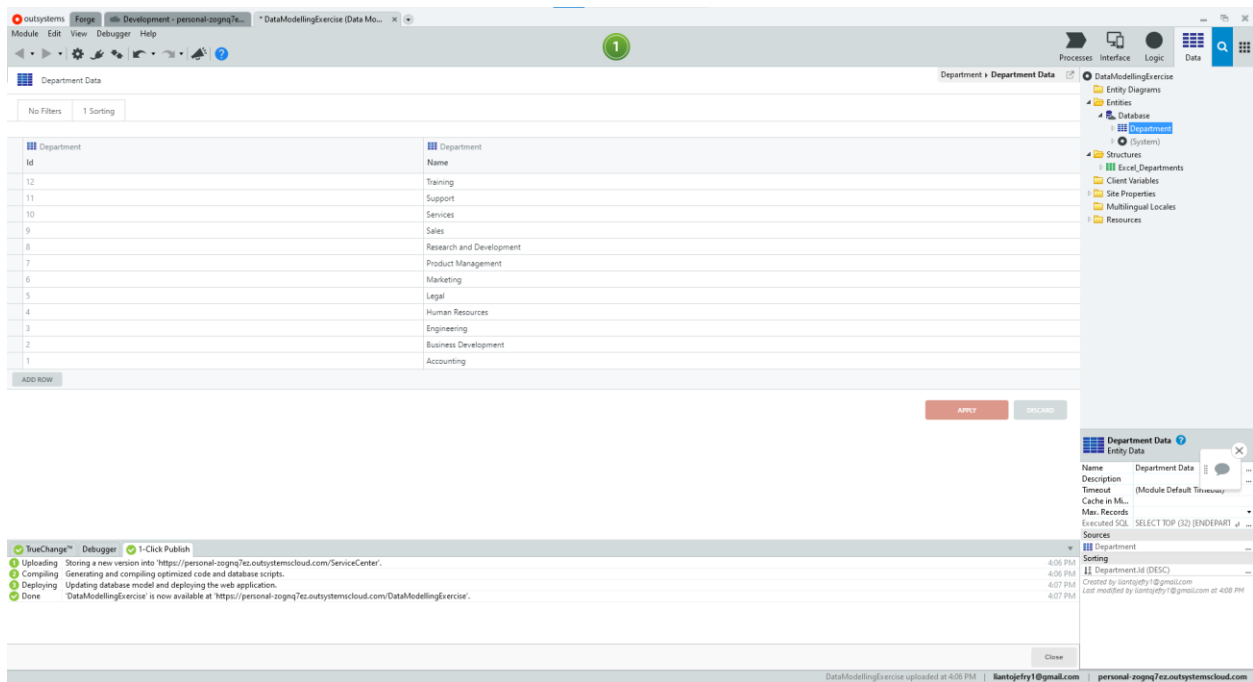 outsystems Forge Development - personal-zognq7ez... * DataModellingExercise (Data Mo...
Module Edit View Debugger Help
1
Processes Interface Logic Data
Department Data
Department Department Data
No Filters 1 Sorting
Department Department
Id Name
12 Training
11 Support
10 Services
9 Sales
8 Research and Development
7 Product Management
6 Marketing
5 Legal
4 Human Resources
3 Engineering
2 Business Development
1 Accounting
ADD ROW
APPLY DISCARD
DataModellingExercise
Entity Diagrams
Entities
Database
Department
(System)
Structures
Excel_Departments
Client Variables
Site Properties
Multilingual Locales
Resources
Department Data
Entity Data
Name Department Data
Description
Timeout (Module Default Timeout)
Cache in Mi...
Max. Records
Executed SQL SELECT TOP (32) [ENDEPART
Sources
Department
Sorting
Department.Id (DESC)
Created by liantojefry1@gmail.com
Last modified by liantojefry1@gmail.com at 4:08 PM
TrueChange™ Debugger 1-Click Publish
1 Uploading Storing a new version into 'https://personal-zognq7ez.outsystemscloud.com/ServiceCenter'. 4:06 PM
2 Compiling Generating and compiling optimized code and database scripts. 4:06 PM
3 Deploying Updating database model and deploying the web application. 4:07 PM
Done 'DataModellingExercise' is now available at 'https://personal-zognq7ez.outsystemscloud.com/DataModellingExercise'. 4:07 PM
Close
DataModellingExercise uploaded at 4:06 PM | liantojefry1@gmail.com | personal-zognq7ez.outsystemscloud.com